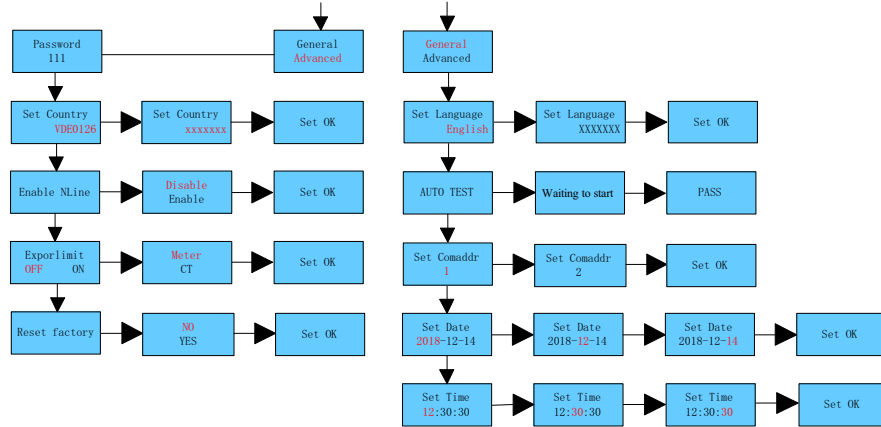 Password
111
General
Advanced
Set Country
VDE0126
Set Country
xxxxxxx
Set OK
Enable NLine
Disable
Enable
Set OK
Exporlimit
OFF ON
Meter
CT
Set OK
Reset factory
NO
YES
Set OK
General
Advanced
Set Language
English
Set Language
XXXXXXX
Set OK
AUTO TEST
Waiting to start
PASS
Set Comaddr
1
Set Comaddr
2
Set OK
Set Date
2018-12-14
Set Date
2018-12-14
Set Date
2018-12-14
Set OK
Set Time
12:30:30
Set Time
12:30:30
Set Time
12:30:30
Set OK